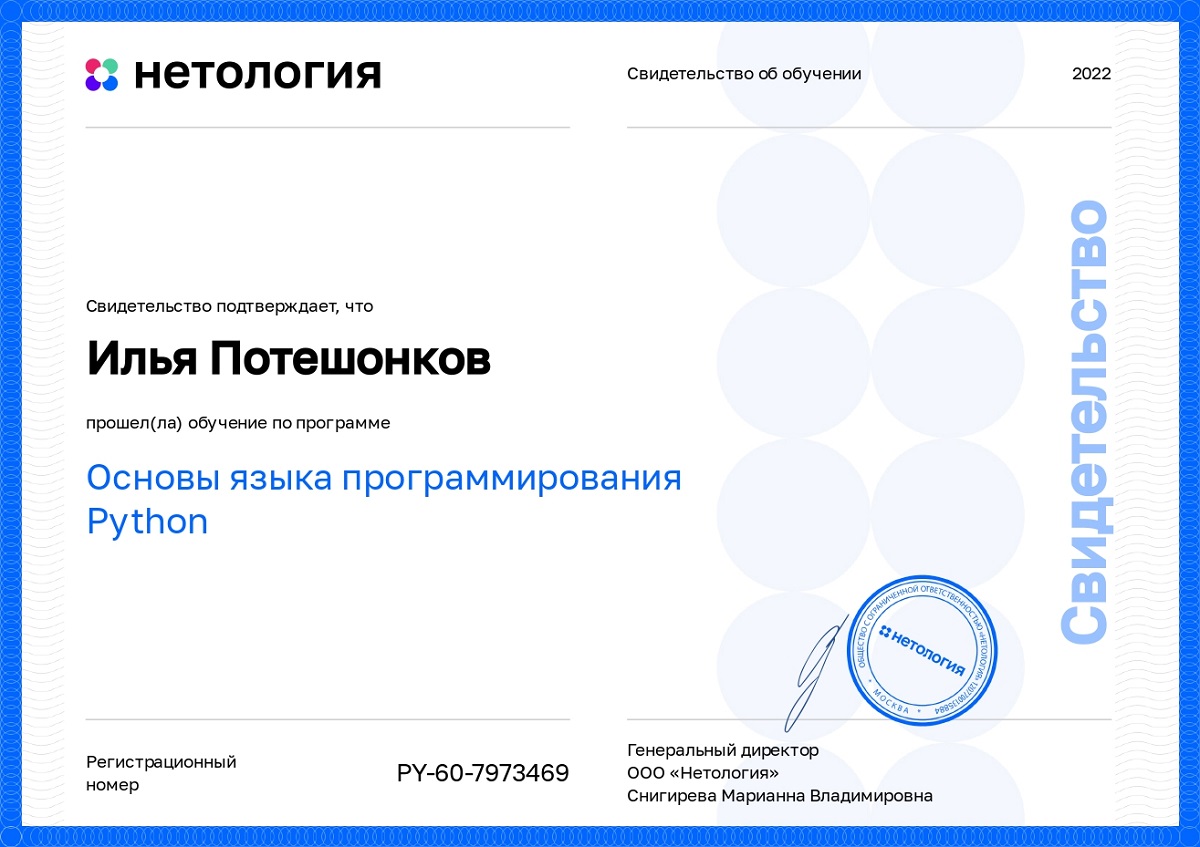 нетология
Свидетельство об обучении
2022
Свидетельство
Свидетельство подтверждает, что
Илья Потешонков
прошел(ла) обучение по программе
Основы языка программирования
Python
ОБЩЕСТВО С ОГРАНИЧЕННОЙ ОТВЕТСТВЕННОСТЬЮ «НЕТОЛОГИЯ» 1207700135884
* МОСКВА *
нетология
Регистрационный
номер
PY-60-7973469
Генеральный директор
ООО «Нетология»
Снигирева Марианна Владимировна